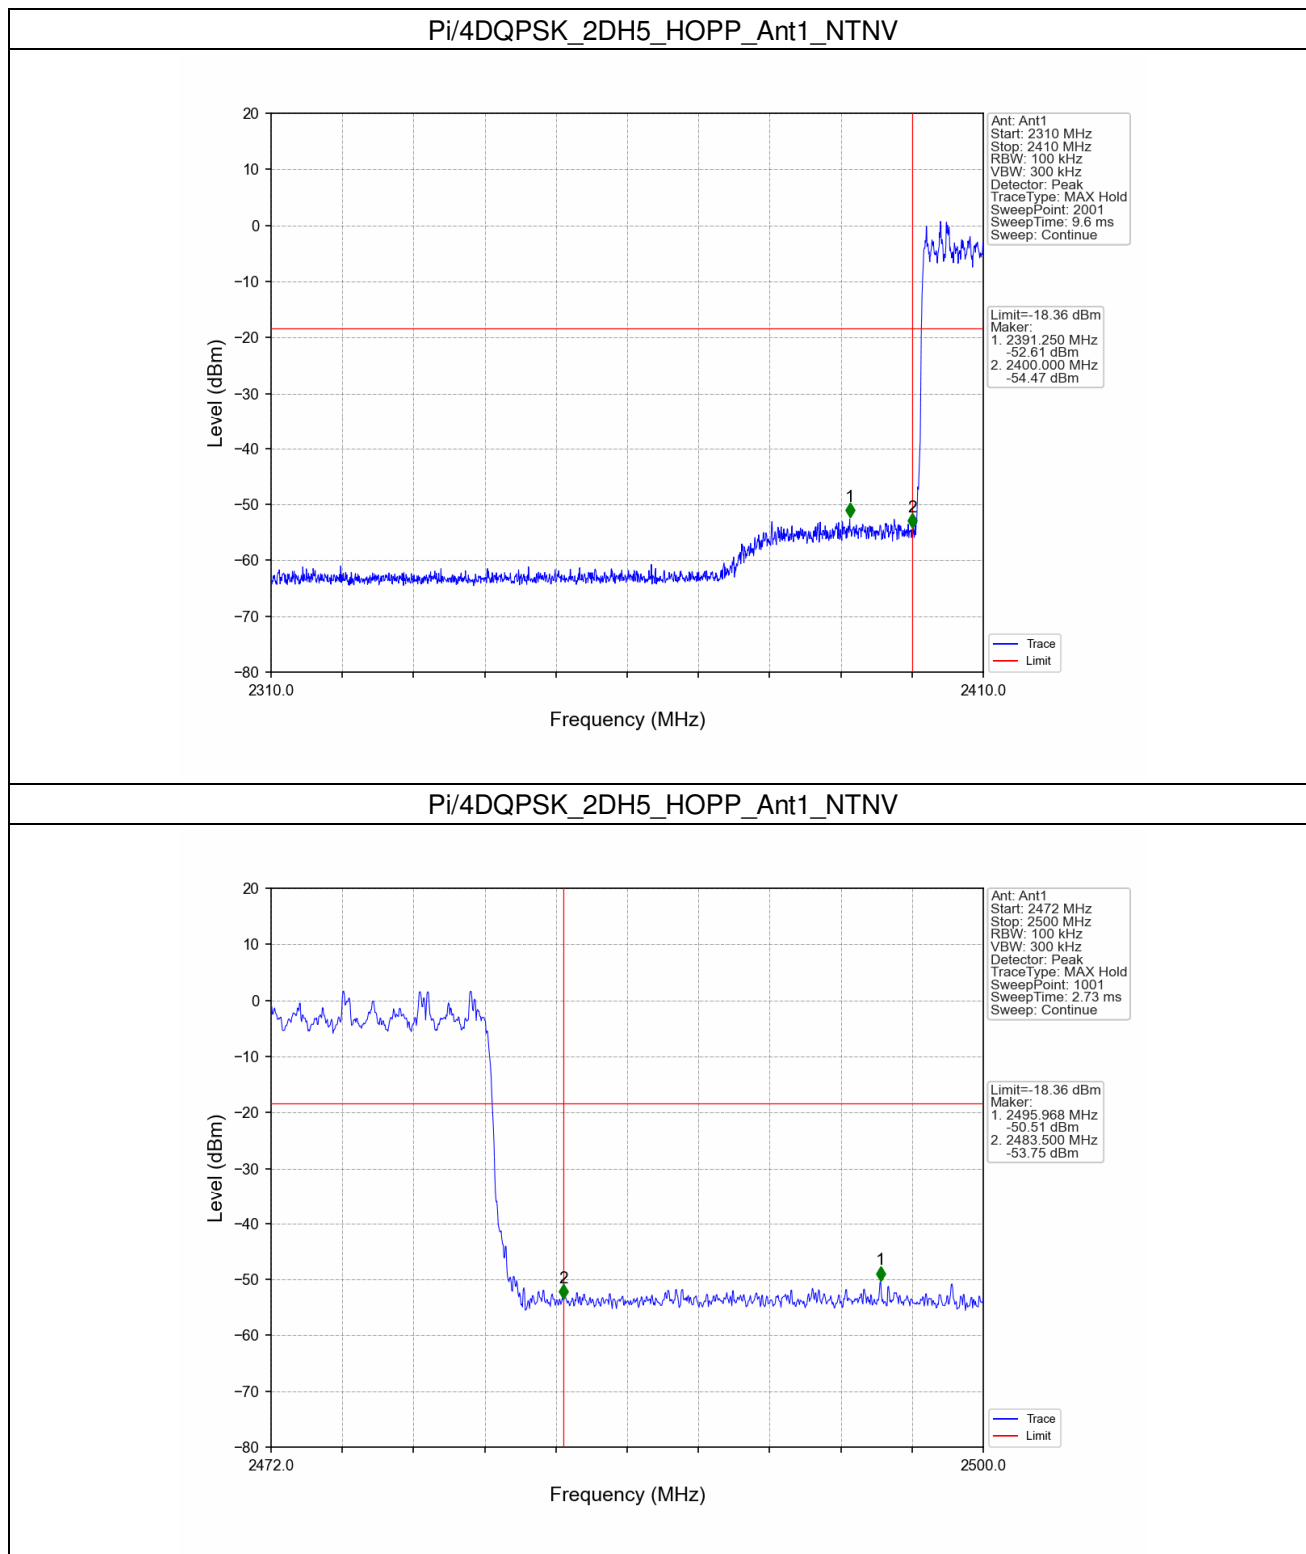 Pi/4DQPSK_2DH5_HOPP_Ant1_NTNV
20
10
0
−10
−20
−30
−40
−50
−60
−70
−80
Level (dBm)
1
2
2310.0
2410.0
Frequency (MHz)
Ant: Ant1
Start: 2310 MHz
Stop: 2410 MHz
RBW: 100 kHz
VBW: 300 kHz
Detector: Peak
TraceType: MAX Hold
SweepPoint: 2001
SweepTime: 9.6 ms
Sweep: Continue
Limit=-18.36 dBm
Maker:
1. 2391.250 MHz
-52.61 dBm
2. 2400.000 MHz
-54.47 dBm
Trace
Limit
Pi/4DQPSK_2DH5_HOPP_Ant1_NTNV
20
10
0
−10
−20
−30
−40
−50
−60
−70
−80
Level (dBm)
2
1
2472.0
2500.0
Frequency (MHz)
Ant: Ant1
Start: 2472 MHz
Stop: 2500 MHz
RBW: 100 kHz
VBW: 300 kHz
Detector: Peak
TraceType: MAX Hold
SweepPoint: 1001
SweepTime: 2.73 ms
Sweep: Continue
Limit=-18.36 dBm
Maker:
1. 2495.968 MHz
-50.51 dBm
2. 2483.500 MHz
-53.75 dBm
Trace
Limit